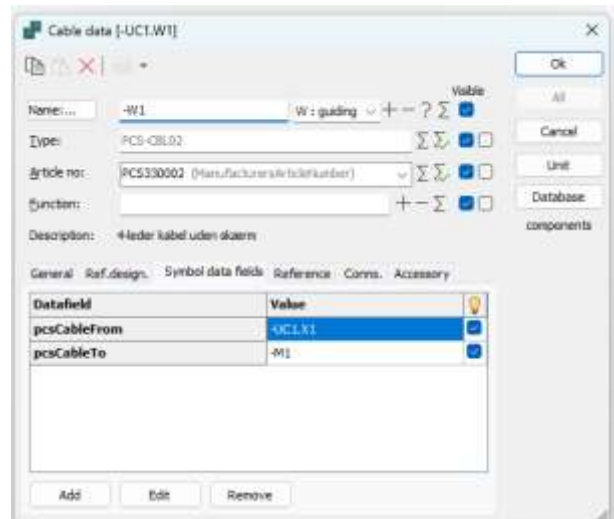 Cable data [-UC1.W1]
Ok
Visible
Name:... -W1 W : guiding + − ? Σ
All
Type: PCS-CBL02 Σ Σ
Cancel
Article no: PCS330002 (ManufacturersArticleNumber) Σ Σ
Unit
Function: + − Σ
Database
components
Description: 4-leder kabel uden skærm
General Ref.design. Symbol data fields Reference Conns. Accessory
Datafield Value
pcsCableFrom -UC1.X1
pcsCableTo -M1
Add Edit Remove